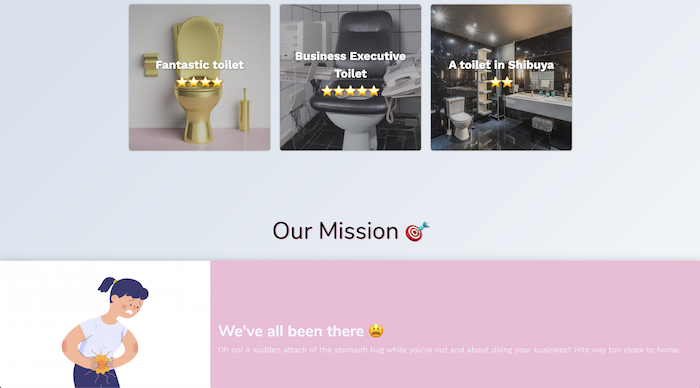 Fantastic toilet
⭐⭐⭐⭐
Business Executive
Toilet
⭐⭐⭐⭐⭐
A toilet in Shibuya
⭐⭐
Our Mission 🎯
We've all been there 😫
Oh no! A sudden attack of the stomach bug while you're out and about doing your business? Hits way too close to home.